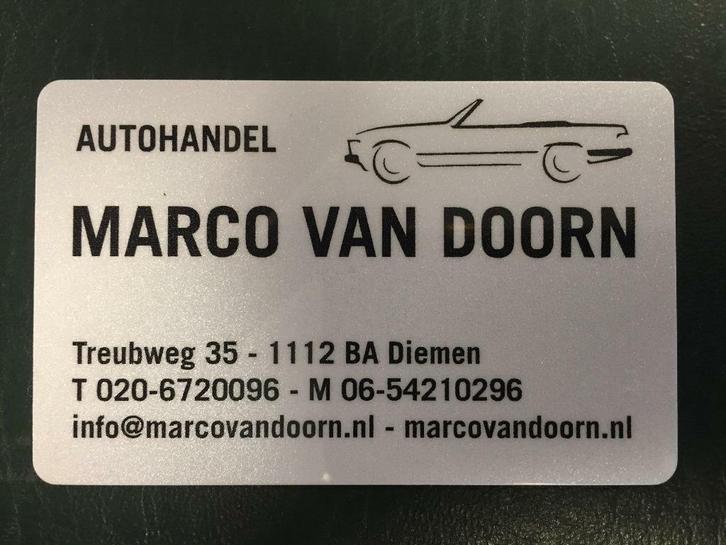 AUTOHANDEL
MARCO VAN DOORN
Treubweg 35 - 1112 BA Diemen
T 020-6720096 - M 06-54210296
info@marcovandoorn.nl - marcovandoorn.nl